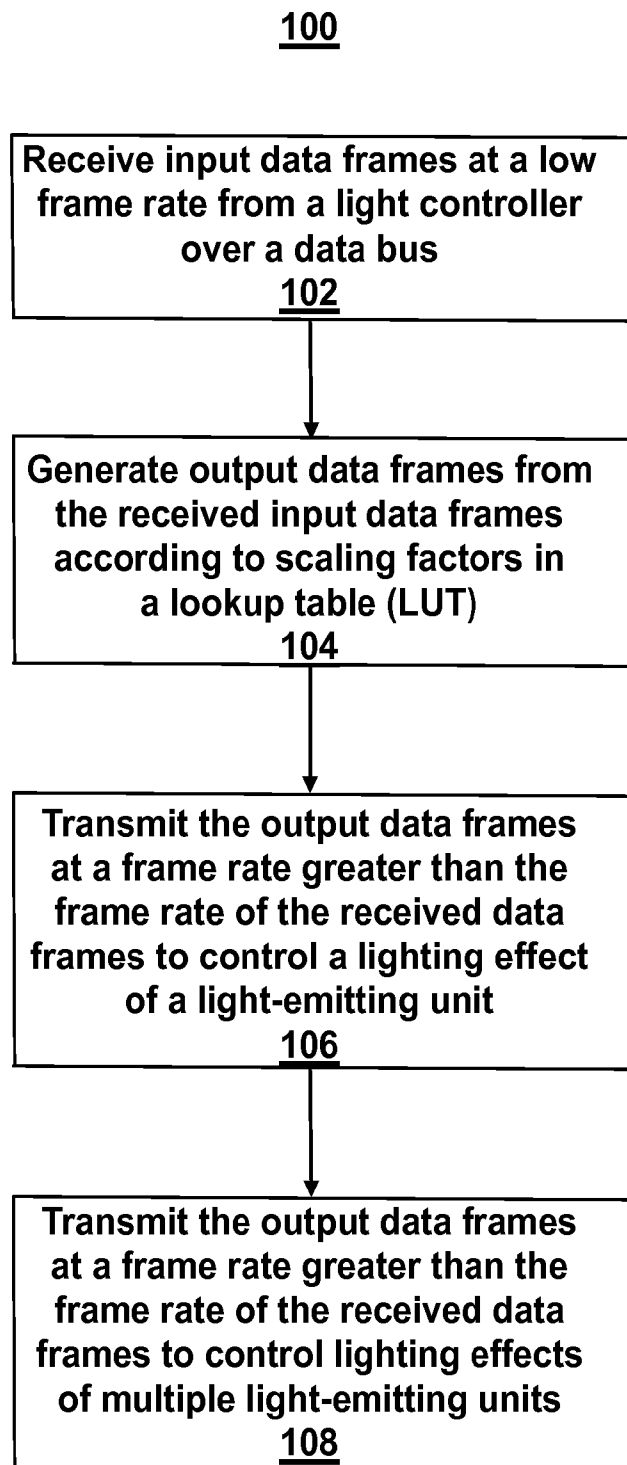 100
Receive input data frames at a low
frame rate from a light controller
over a data bus
102
Generate output data frames from
the received input data frames
according to scaling factors in
a lookup table (LUT)
104
Transmit the output data frames
at a frame rate greater than the
frame rate of the received data
frames to control a lighting effect
of a light-emitting unit
106
Transmit the output data frames
at a frame rate greater than the
frame rate of the received data
frames to control lighting effects
of multiple light-emitting units
108